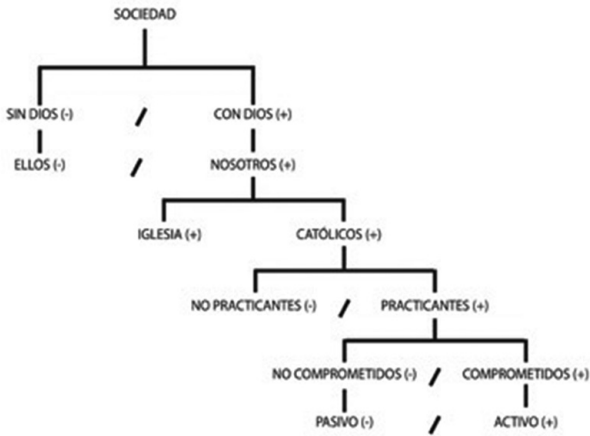 SOCIEDAD
SIN DIOS (-) / CON DIOS (+)
ELLOS (-) / NOSOTROS (+)
IGLESIA (+) CATÓLICOS (+)
NO PRACTICANTES (-) / PRACTICANTES (+)
NO COMPROMETIDOS (-) / COMPROMETIDOS (+)
PASIVO (-) / ACTIVO (+)